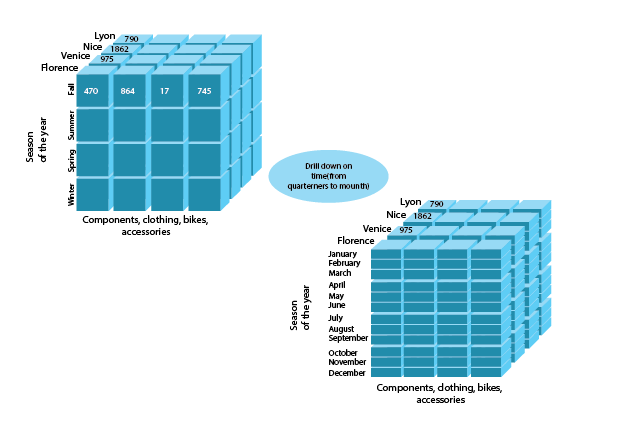 Lyon 790
Nice 1862
Venice 975
Florence
Fall 470 864 17 745
Summer
Spring
Winter
Season
of the year
Components, clothing, bikes,
accessories
Drill down on
time(from
quarterners to mounth)
Lyon 790
Nice 1862
Venice 975
Florence
January
February
March
April
May
June
July
August
September
October
November
December
Season
of the year
Components, clothing, bikes,
accessories